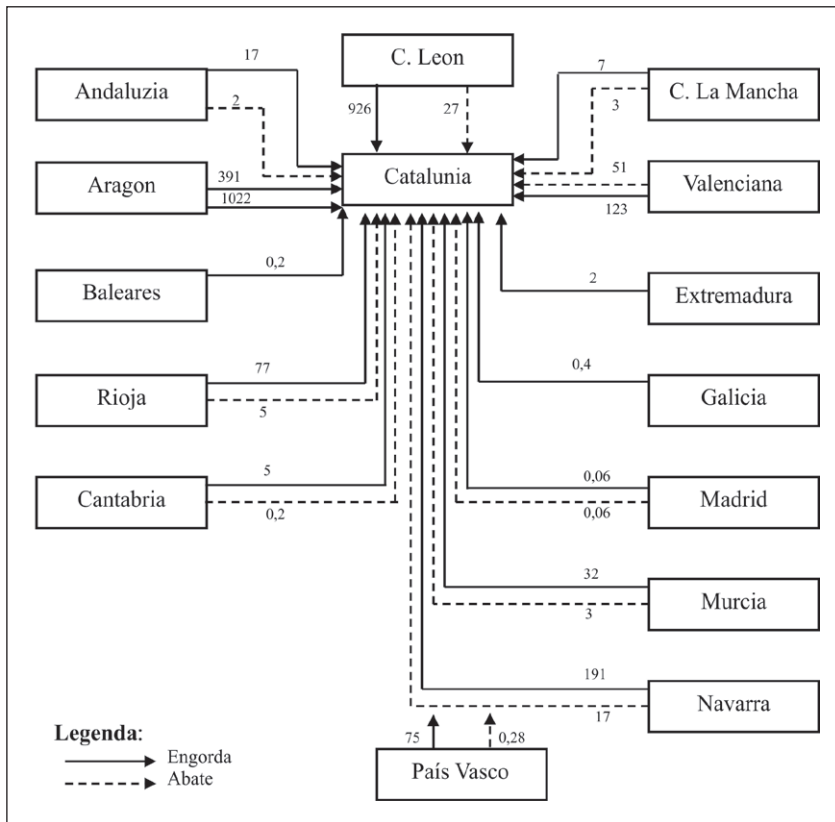 17
C. Leon
7
Andaluzia
C. La Mancha
2
926
27
3
Catalunia
51
Aragon
391
Valenciana
1022
123
0,2
2
Baleares
Extremadura
77
0,4
Rioja
Galicia
5
5
0,06
Cantabria
Madrid
0,2
0,06
32
Murcia
3
191
Navarra
17
Legenda:
75
0,28
Engorda
Abate
País Vasco